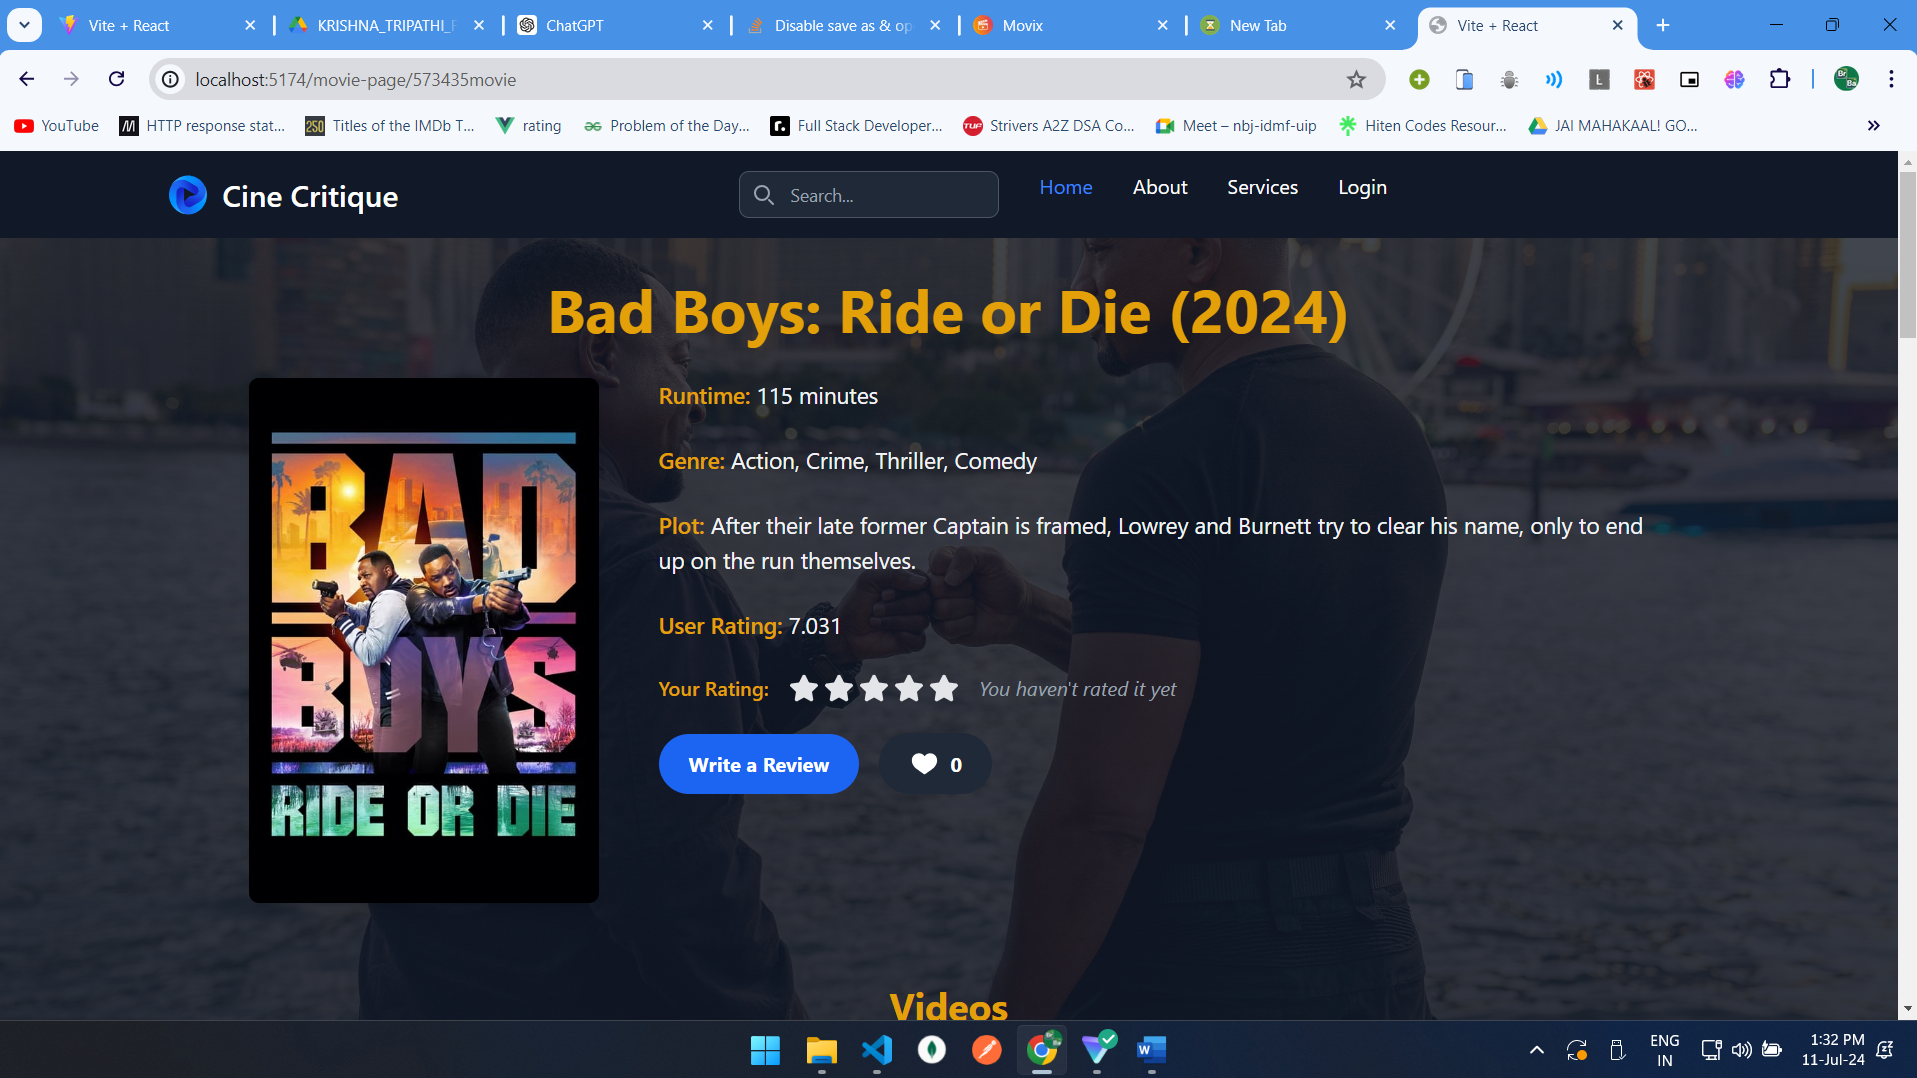 Vite + React
KRISHNA_TRIPATHI_F
ChatGPT
Disable save as & op
Movix
New Tab
Vite + React
localhost:5174/movie-page/573435movie
YouTube
HTTP response stat...
Titles of the IMDb T...
rating
Problem of the Day...
Full Stack Developer...
Strivers A2Z DSA Co...
Meet – nbj-idmf-uip
Hiten Codes Resour...
JAI MAHAKAAL! GO...
Cine Critique
Search...
Home
About
Services
Login
Bad Boys: Ride or Die (2024)
BAD
BOYS
RIDE OR DIE
Runtime: 115 minutes
Genre: Action, Crime, Thriller, Comedy
Plot: After their late former Captain is framed, Lowrey and Burnett try to clear his name, only to end
up on the run themselves.
User Rating: 7.031
Your Rating:
You haven't rated it yet
Write a Review
0
Videos
ENG
IN
1:32 PM
11-Jul-24